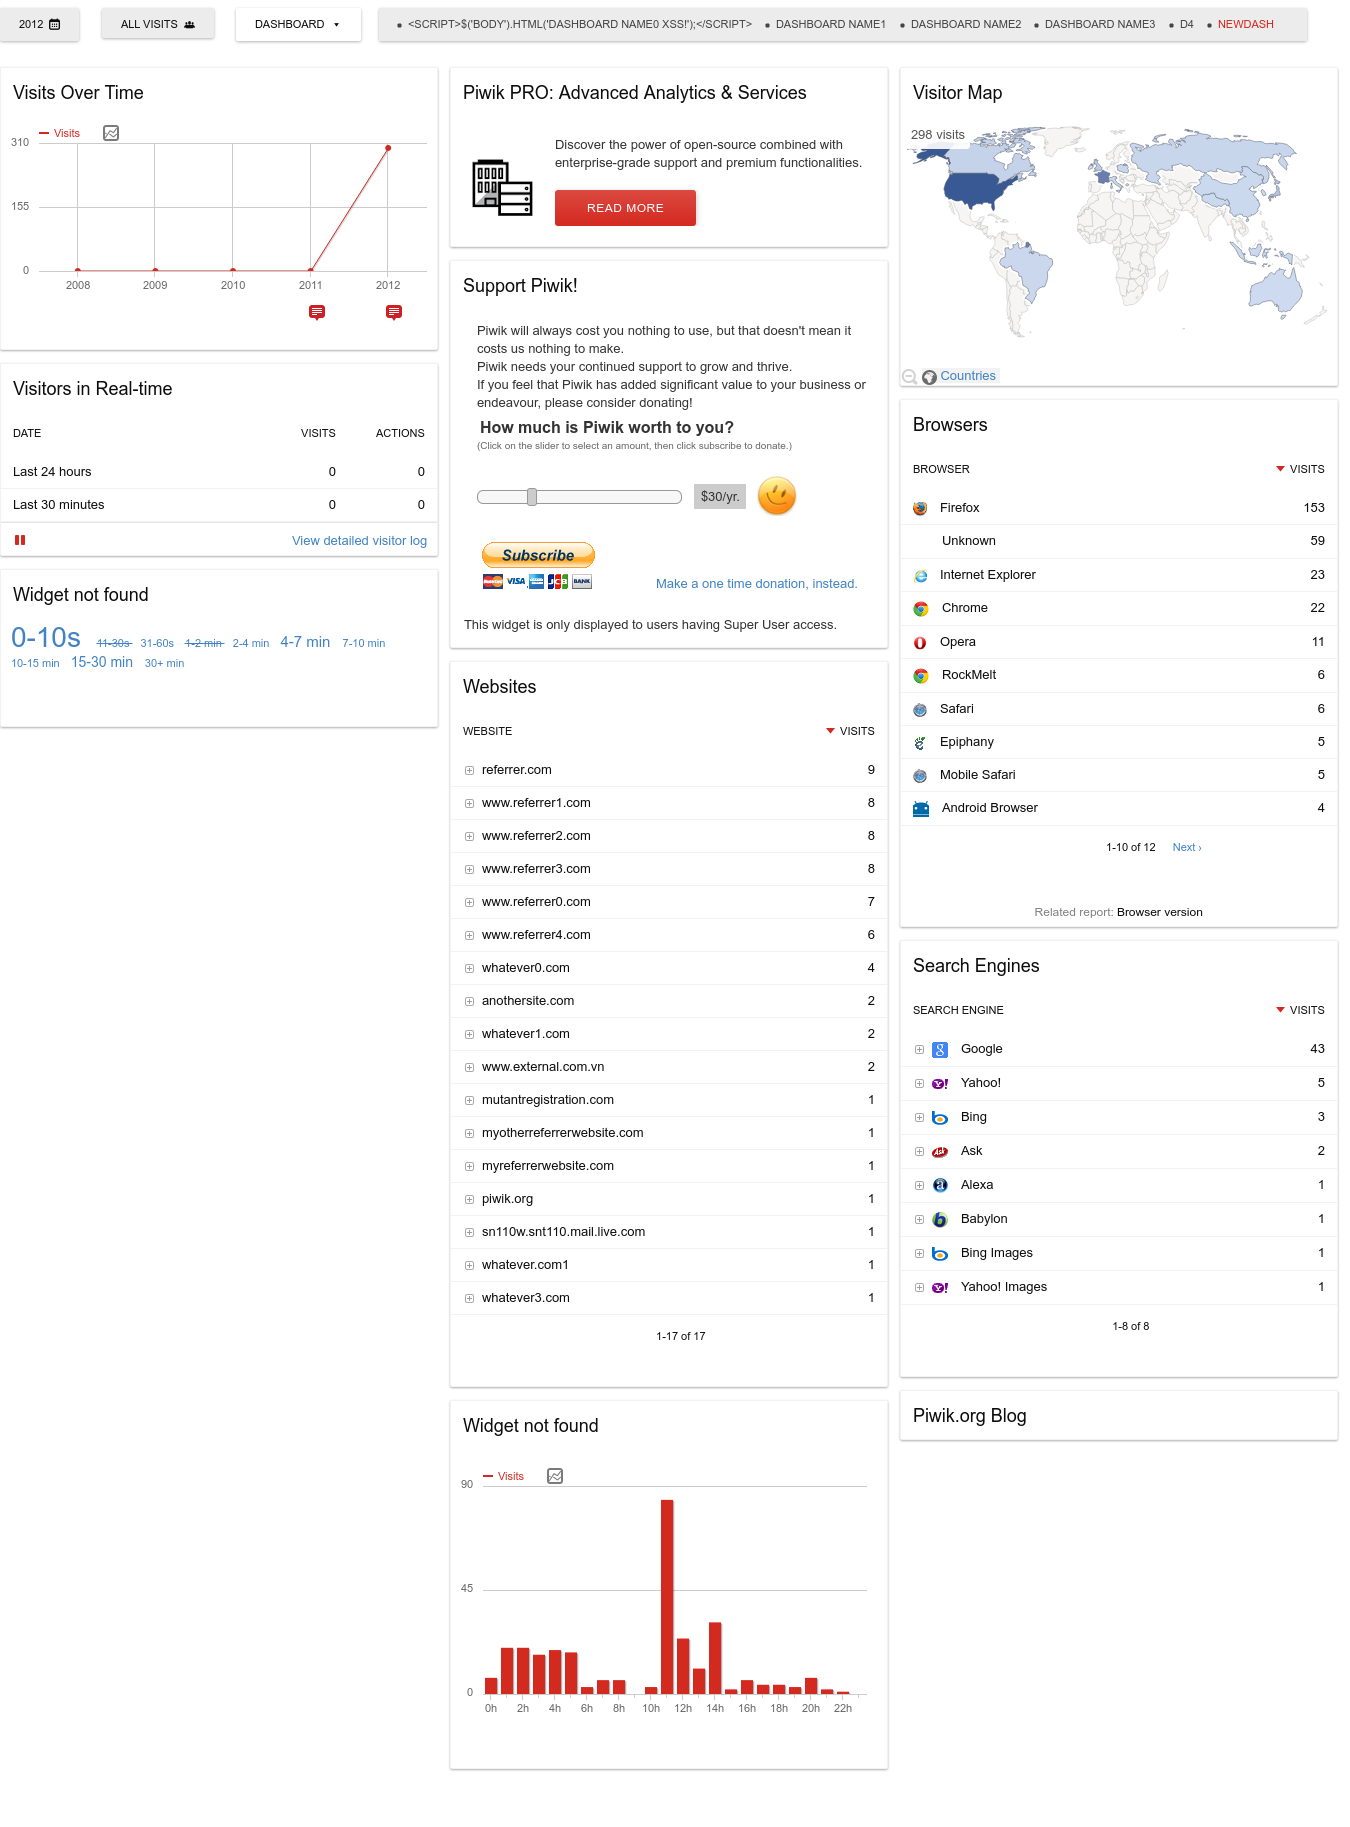 2012
ALL VISITS
DASHBOARD
<SCRIPT>$('BODY').HTML('DASHBOARD NAME0 XSS!');</SCRIPT> DASHBOARD NAME1 DASHBOARD NAME2 DASHBOARD NAME3 D4 NEWDASH
Visits Over Time
Visits
310
155
0
2008 2009 2010 2011 2012
Visitors in Real-time
DATE VISITS ACTIONS
Last 24 hours 0 0
Last 30 minutes 0 0
View detailed visitor log
Widget not found
0-10s 11-30s 31-60s 1-2 min 2-4 min 4-7 min 7-10 min
10-15 min 15-30 min 30+ min
Piwik PRO: Advanced Analytics & Services
Discover the power of open-source combined with
enterprise-grade support and premium functionalities.
READ MORE
Support Piwik!
Piwik will always cost you nothing to use, but that doesn't mean it
costs us nothing to make.
Piwik needs your continued support to grow and thrive.
If you feel that Piwik has added significant value to your business or
endeavour, please consider donating!
How much is Piwik worth to you?
(Click on the slider to select an amount, then click subscribe to donate.)
$30/yr.
Subscribe
MasterCard VISA JCB BANK
Make a one time donation, instead.
This widget is only displayed to users having Super User access.
Websites
WEBSITE VISITS
referrer.com 9
www.referrer1.com 8
www.referrer2.com 8
www.referrer3.com 8
www.referrer0.com 7
www.referrer4.com 6
whatever0.com 4
anothersite.com 2
whatever1.com 2
www.external.com.vn 2
mutantregistration.com 1
myotherreferrerwebsite.com 1
myreferrerwebsite.com 1
piwik.org 1
sn110w.snt110.mail.live.com 1
whatever.com1 1
whatever3.com 1
1-17 of 17
Widget not found
Visits
90
45
0
0h 2h 4h 6h 8h 10h 12h 14h 16h 18h 20h 22h
Visitor Map
298 visits
Countries
Browsers
BROWSER VISITS
Firefox 153
Unknown 59
Internet Explorer 23
Chrome 22
Opera 11
RockMelt 6
Safari 6
Epiphany 5
Mobile Safari 5
Android Browser 4
1-10 of 12 Next ›
Related report: Browser version
Search Engines
SEARCH ENGINE VISITS
Google 43
Yahoo! 5
Bing 3
Ask 2
Alexa 1
Babylon 1
Bing Images 1
Yahoo! Images 1
1-8 of 8
Piwik.org Blog